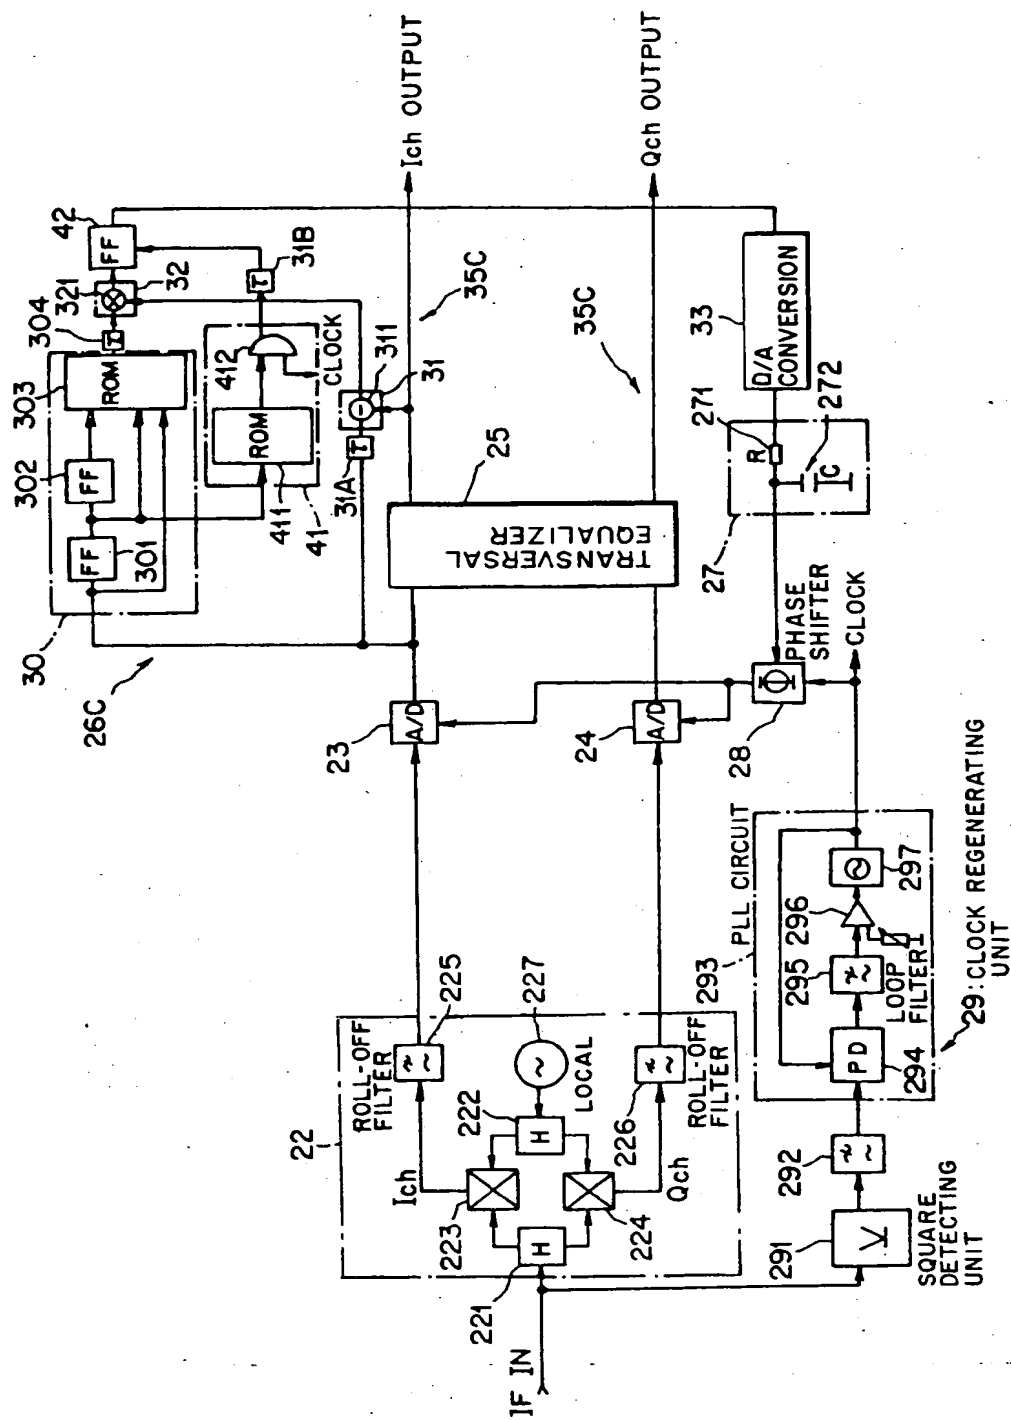 IF IN
22
ROLL-OFF
FILTER
225
Ich
223
221
H
222
H
227
LOCAL
224
226
Qch
ROLL-OFF
FILTER
23
A/D
24
A/D
26C
30
FF
301
302
FF
303
ROM
304
T
321
32
42
FF
31B
T
41
411
ROM
412
CLOCK
31A
T
311
31
25
TRANSVERSAL
EQUALIZER
35C
Ich OUTPUT
35C
Qch OUTPUT
33
D/A
CONVERSION
27
271
R
272
C
28
PHASE
SHIFTER
CLOCK
SQUARE
DETECTING
UNIT
291
292
293
PLL CIRCUIT
PD
294
295
LOOP
FILTER
296
297
29:CLOCK REGENERATING
UNIT